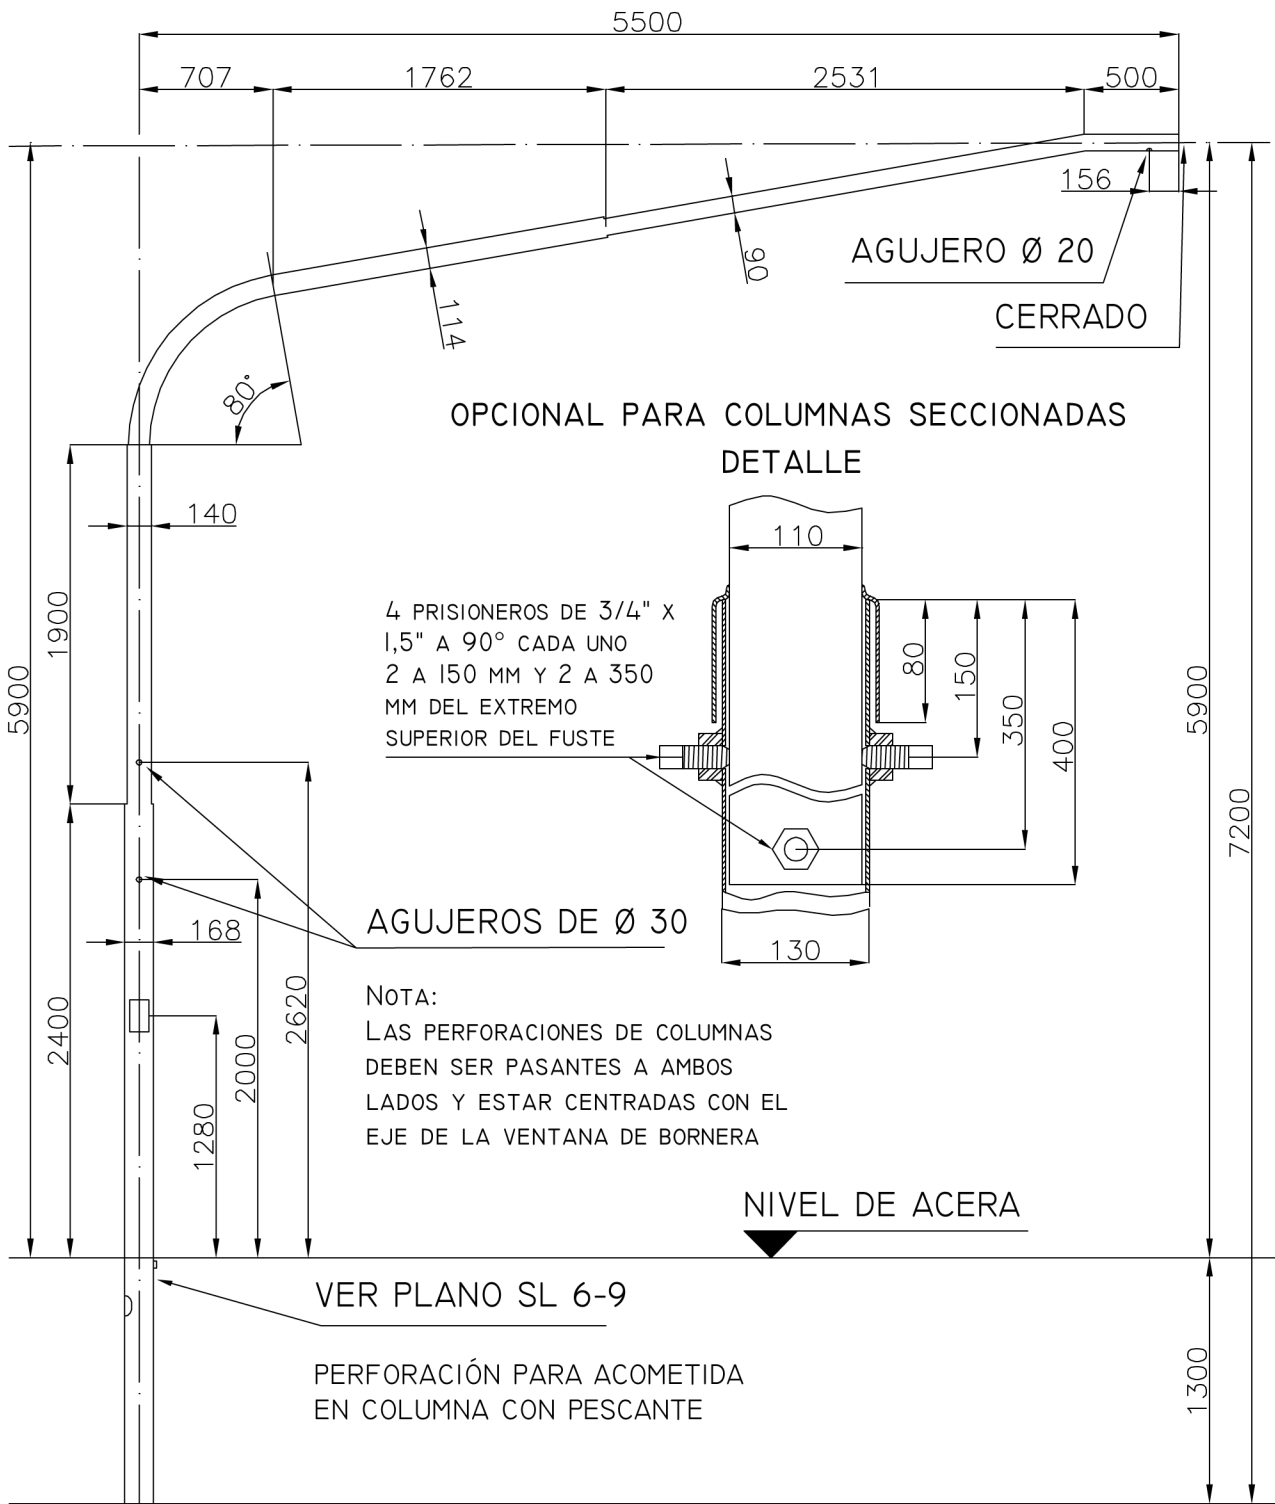 5500
707
1762
2531
500
156
AGUJERO Ø 20
90
CERRADO
114
80°
OPCIONAL PARA COLUMNAS SECCIONADAS
DETALLE
140
110
4 PRISIONEROS DE 3/4" X
1,5" A 90° CADA UNO
2 A 150 MM Y 2 A 350
MM DEL EXTREMO
SUPERIOR DEL FUSTE
80
150
350
400
1900
5900
5900
7200
AGUJEROS DE Ø 30
168
130
2400
2620
2000
1280
NOTA:
LAS PERFORACIONES DE COLUMNAS
DEBEN SER PASANTES A AMBOS
LADOS Y ESTAR CENTRADAS CON EL
EJE DE LA VENTANA DE BORNERA
NIVEL DE ACERA
VER PLANO SL 6-9
PERFORACIÓN PARA ACOMETIDA
EN COLUMNA CON PESCANTE
1300